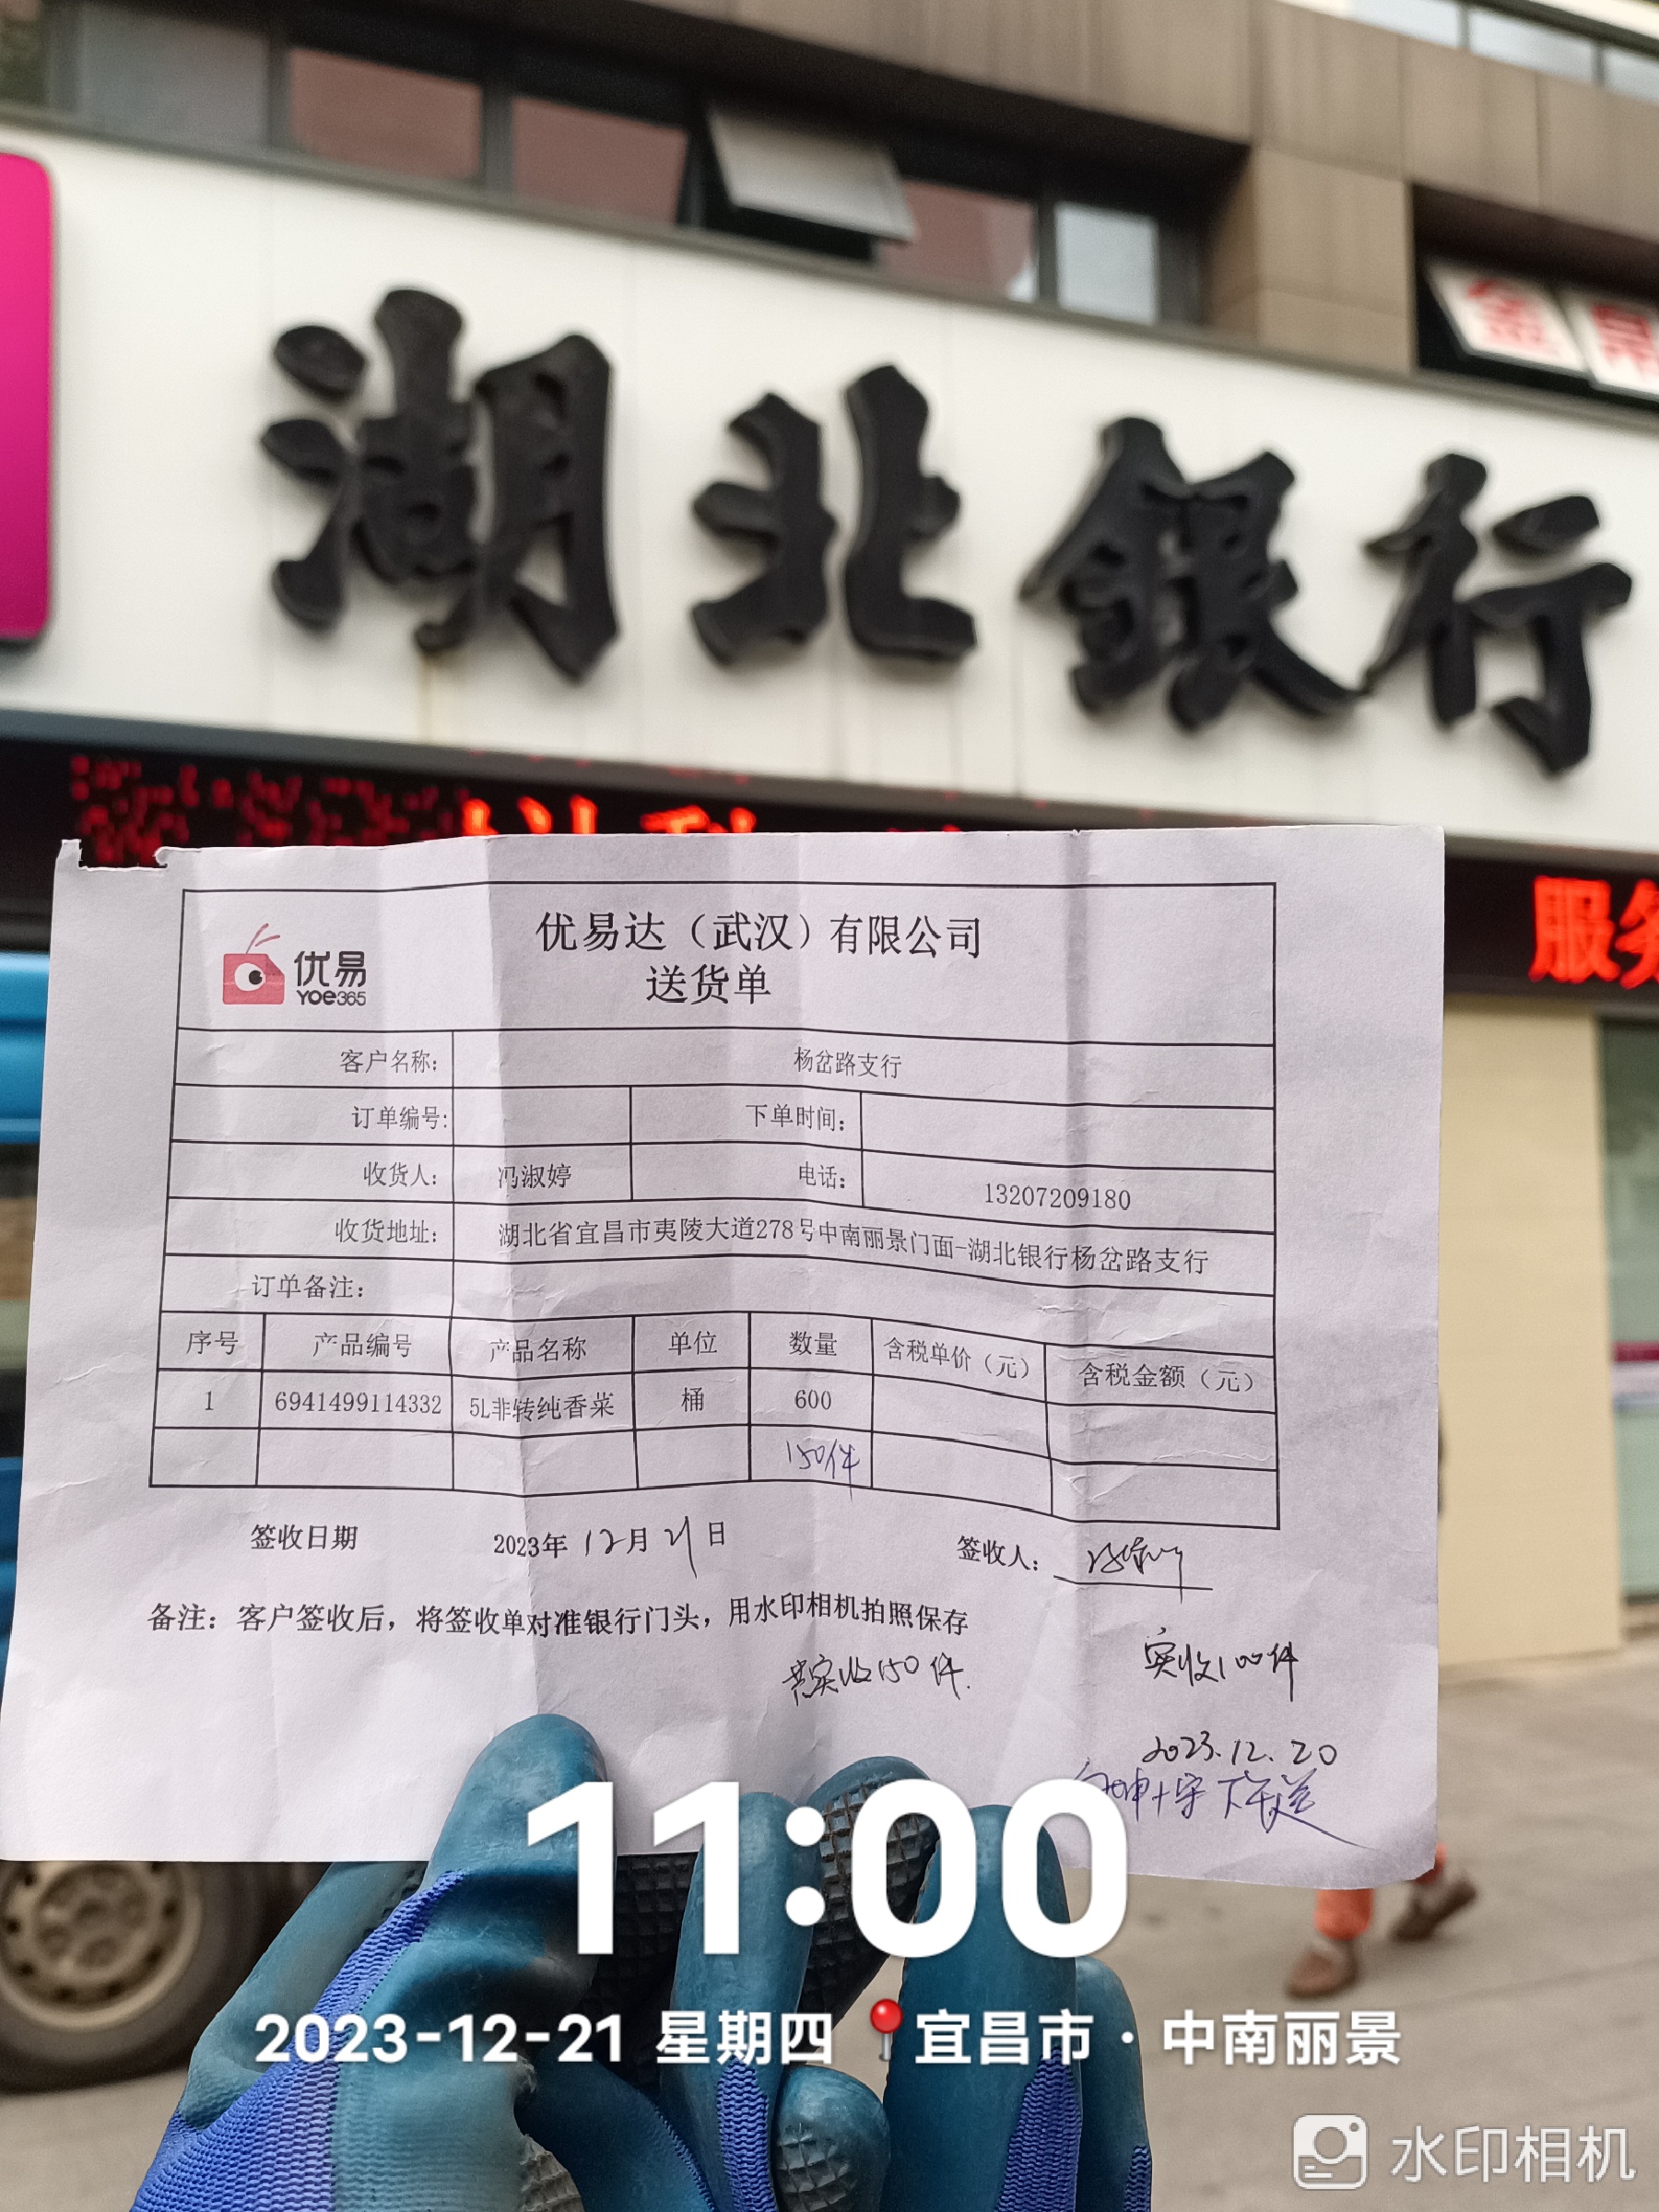 金帛
湖北銀行
服务
优易
YOe365
优易达（武汉）有限公司
送货单
客户名称： 杨岔路支行
订单编号： 下单时间：
收货人： 冯淑婷 电话： 13207209180
收货地址： 湖北省宜昌市夷陵大道278号中南丽景门面-湖北银行杨岔路支行
订单备注：
序号 产品编号 产品名称 单位 数量 含税单价（元） 含税金额（元）
1 6941499114332 5L非转纯香菜 桶 600
150件
签收日期 2023年 12月 21日 签收人：
备注：客户签收后，将签收单对准银行门头，用水印相机拍照保存
共实收150件.
实收100件
2023.12.20
下午送
11:00
2023-12-21 星期四 宜昌市·中南丽景
水印相机